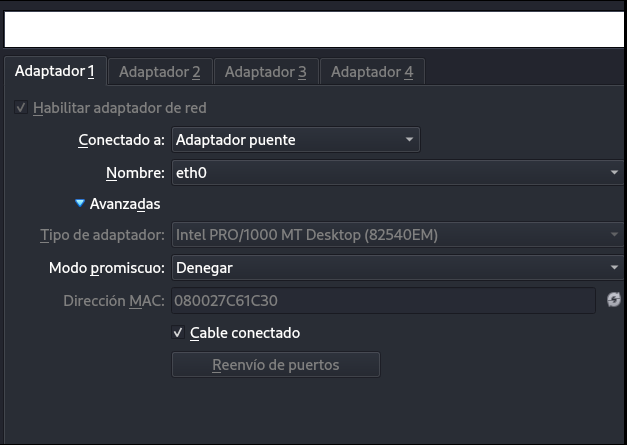 Adaptador 1 Adaptador 2 Adaptador 3 Adaptador 4
Habilitar adaptador de red
Conectado a: Adaptador puente
Nombre: eth0
Avanzadas
Tipo de adaptador: Intel PRO/1000 MT Desktop (82540EM)
Modo promiscuo: Denegar
Dirección MAC: 080027C61C30
Cable conectado
Reenvío de puertos